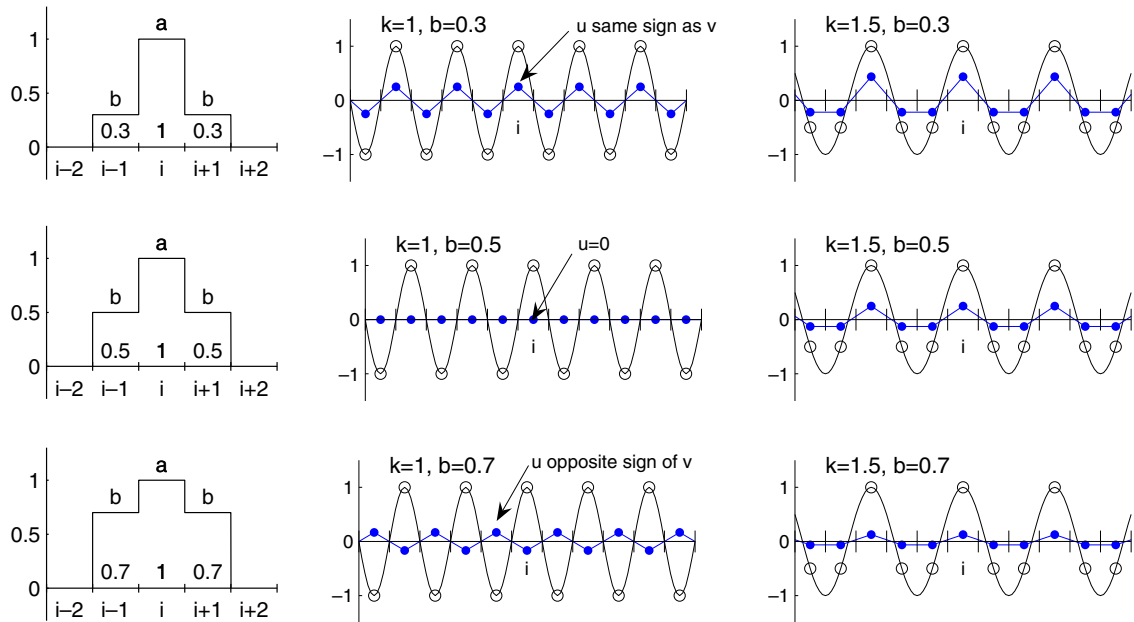 a
1
0.5
b b
0.3 1 0.3
0
i−2 i−1 i i+1 i+2
k=1, b=0.3
u same sign as v
1
0
i
−1
k=1.5, b=0.3
1
0
i
−1
a
1
b b
0.5
0.5 1 0.5
0
i−2 i−1 i i+1 i+2
k=1, b=0.5
u=0
1
0
i
−1
k=1.5, b=0.5
1
0
i
−1
a
1
b b
0.5
0.7 1 0.7
0
i−2 i−1 i i+1 i+2
k=1, b=0.7
u opposite sign of v
1
0
i
−1
k=1.5, b=0.7
1
0
i
−1